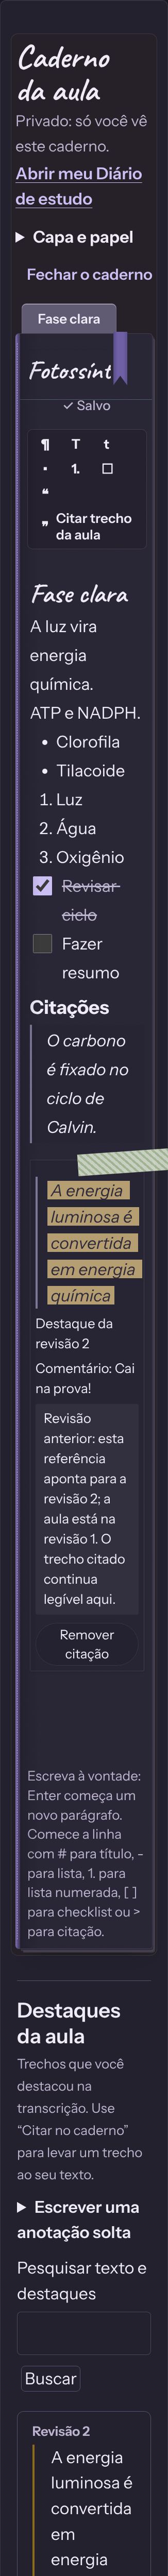 Caderno
da aula
Privado: só você vê
este caderno.
Abrir meu Diário
de estudo
Capa e papel
Fechar o caderno
Fase clara
Fotossínt
✓ Salvo
¶ T t
· 1. ☐
❝
❞ Citar trecho
da aula
Fase clara
A luz vira
energia
química.
ATP e NADPH.
• Clorofila
• Tilacoide
1. Luz
2. Água
3. Oxigênio
Revisar
ciclo
Fazer
resumo
Citações
O carbono
é fixado no
ciclo de
Calvin.
A energia
luminosa é
convertida
em energia
química
Destaque da
revisão 2
Comentário: Cai
na prova!
Revisão
anterior: esta
referência
aponta para a
revisão 2; a
aula está na
revisão 1. O
trecho citado
continua
legível aqui.
Remover
citação
Escreva à vontade:
Enter começa um
novo parágrafo.
Comece a linha
com # para título, -
para lista, 1. para
lista numerada, [ ]
para checklist ou >
para citação.
Destaques
da aula
Trechos que você
destacou na
transcrição. Use
“Citar no caderno”
para levar um trecho
ao seu texto.
Escrever uma
anotação solta
Pesquisar texto e
destaques
Buscar
Revisão 2
A energia
luminosa é
convertida
em
energia